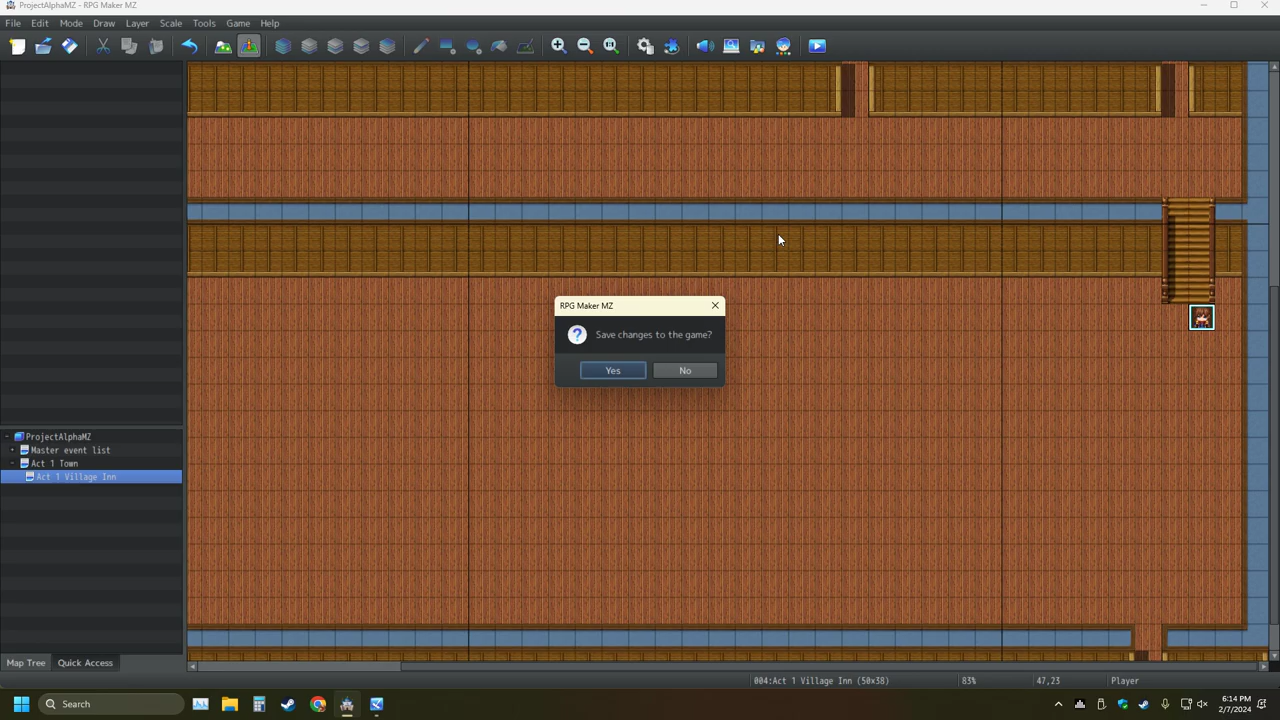 ProjectAlphaMZ - RPG Maker MZ
File Edit Mode Draw Layer Scale Tools Game Help
RPG Maker MZ
Save changes to the game?
Yes No
ProjectAlphaMZ
Master event list
Act 1 Town
Act 1 Village Inn
Map Tree Quick Access
004:Act 1 Village Inn (50x38) 83% 47,23 Player
Search
6:14 PM
2/7/2024